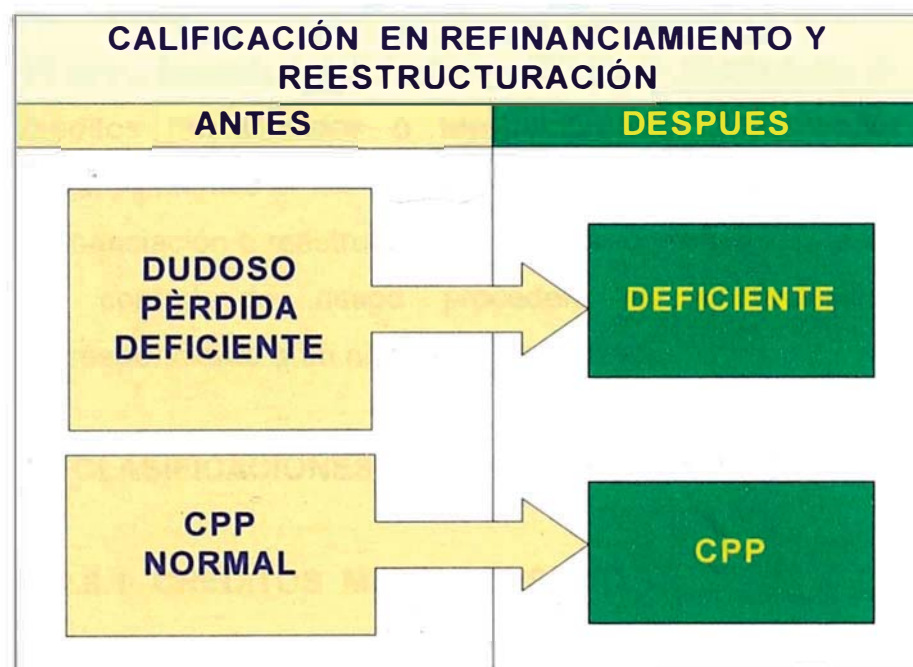 CALIFICACIÓN EN REFINANCIAMIENTO Y
REESTRUCTURACIÓN
ANTES
DESPUES
DUDOSO
PÈRDIDA
DEFICIENTE
DEFICIENTE
CPP
NORMAL
CPP